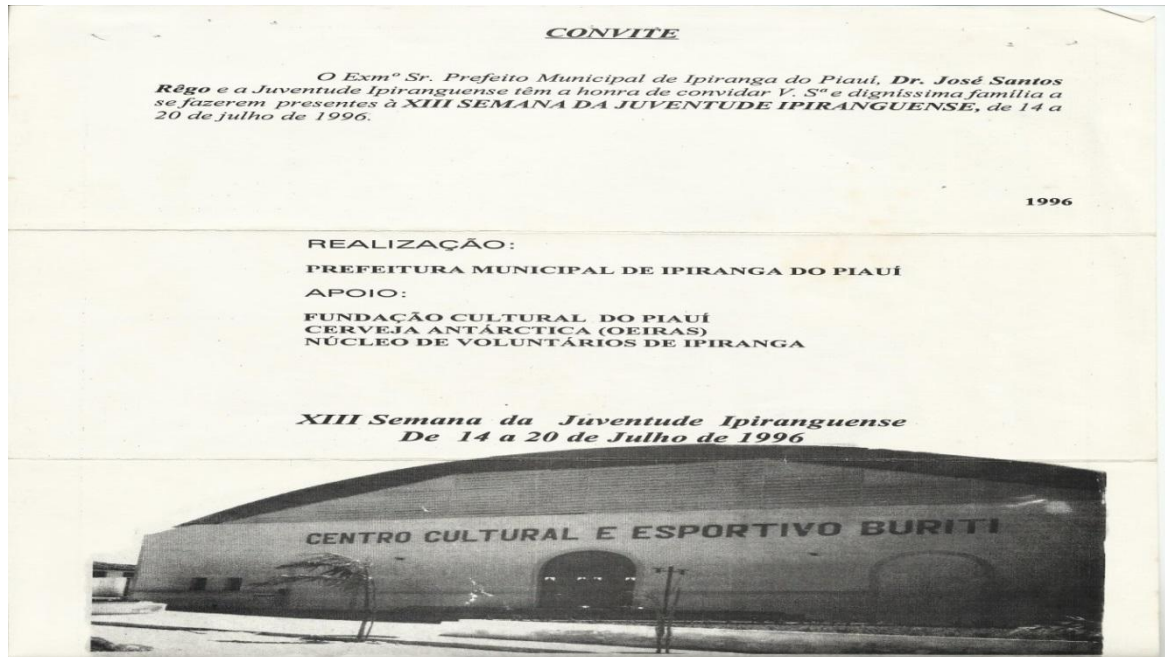 CONVITE
O Exmº Sr. Prefeito Municipal de Ipiranga do Piauí, Dr. José Santos
Rêgo e a Juventude Ipiranguense têm a honra de convidar V. Sª e digníssima família a
se fazerem presentes à XIII SEMANA DA JUVENTUDE IPIRANGUENSE, de 14 a
20 de julho de 1996.
1996
REALIZAÇÃO:
PREFEITURA MUNICIPAL DE IPIRANGA DO PIAUÍ
APOIO:
FUNDAÇÃO CULTURAL DO PIAUÍ
CERVEJA ANTÁRCTICA (OEIRAS)
NÚCLEO DE VOLUNTÁRIOS DE IPIRANGA
XIII Semana da Juventude Ipiranguense
De 14 a 20 de Julho de 1996
CENTRO CULTURAL E ESPORTIVO BURITI